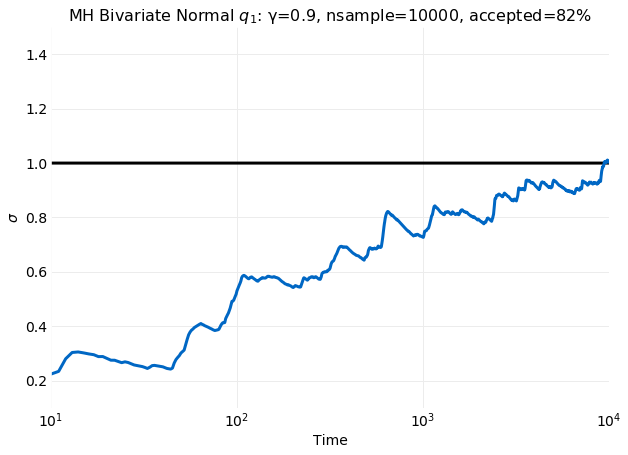 MH Bivariate Normal q₁: γ=0.9, nsample=10000, accepted=82%
1.4
1.2
1.0
0.8
0.6
0.4
0.2
σ
10¹ 10² 10³ 10⁴
Time